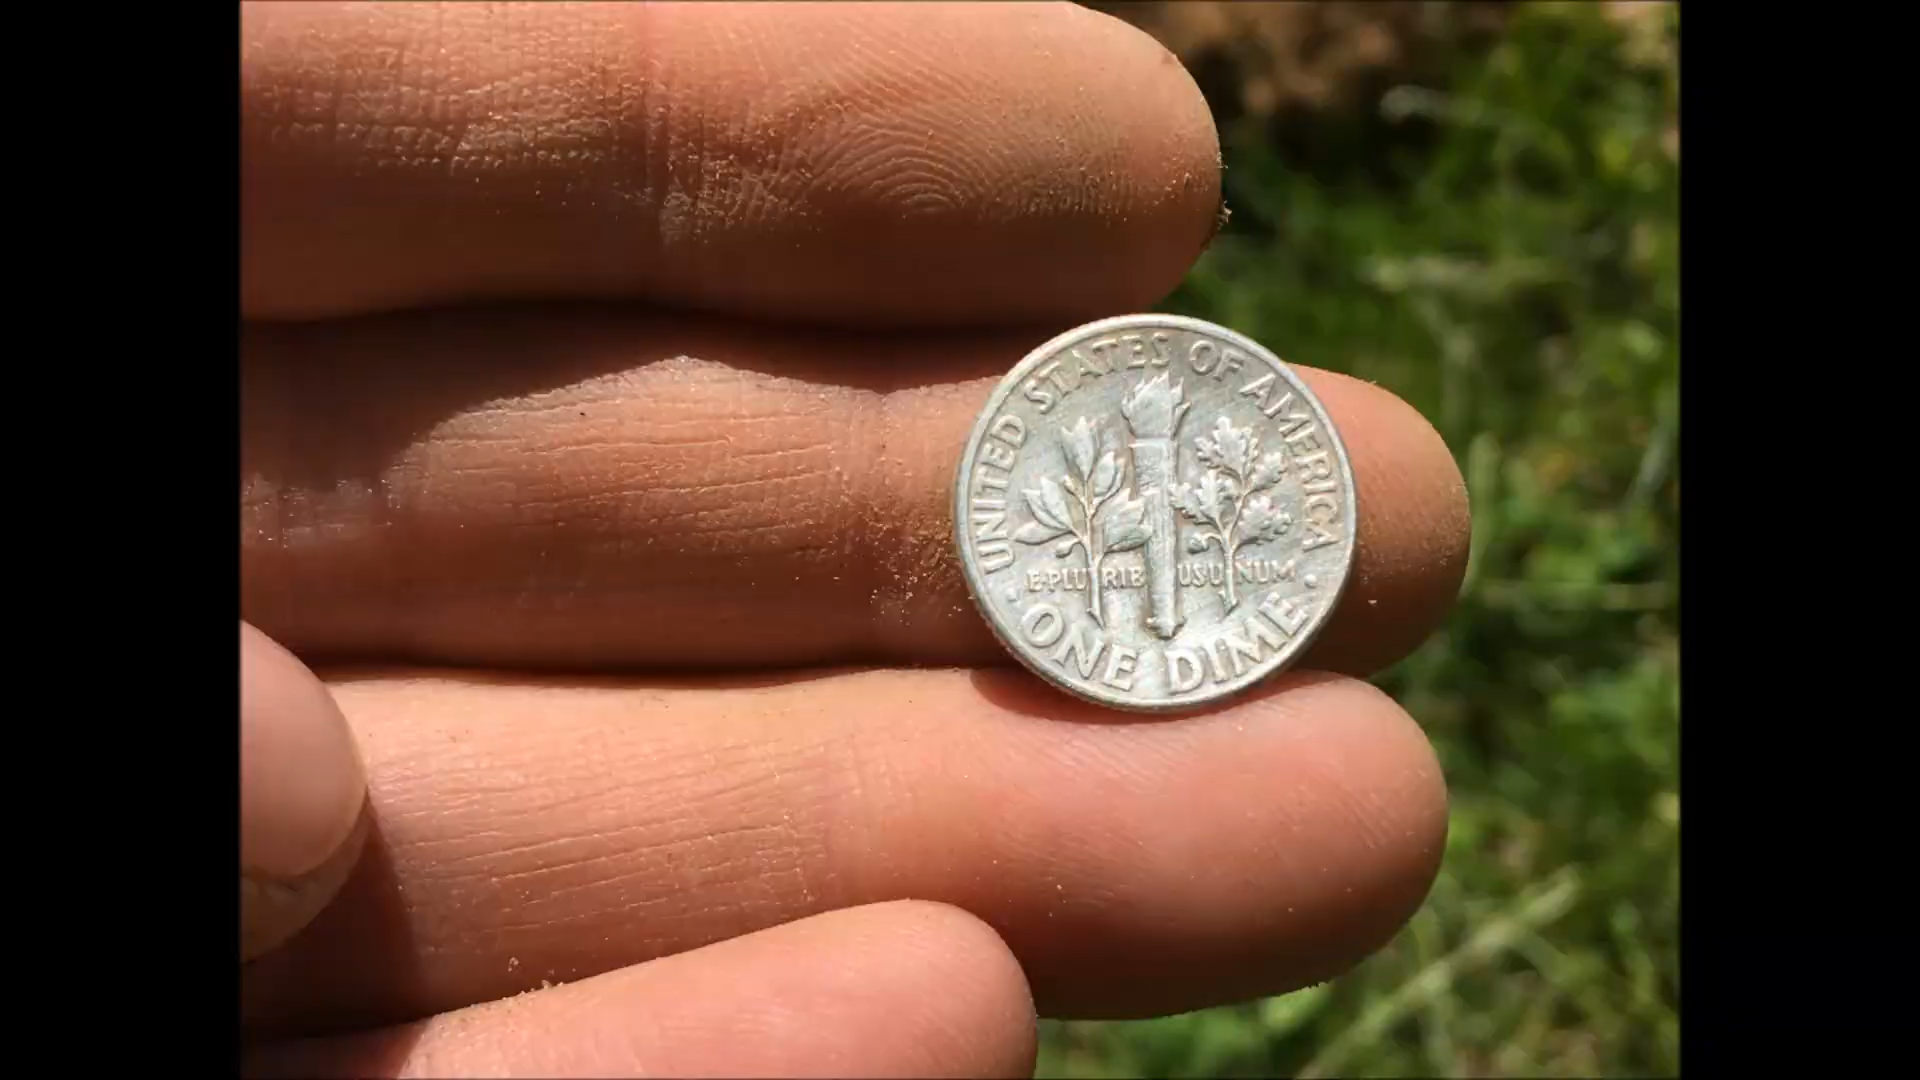 UNITED STATES OF AMERICA
E·PLURIBUS UNUM
· ONE DIME ·